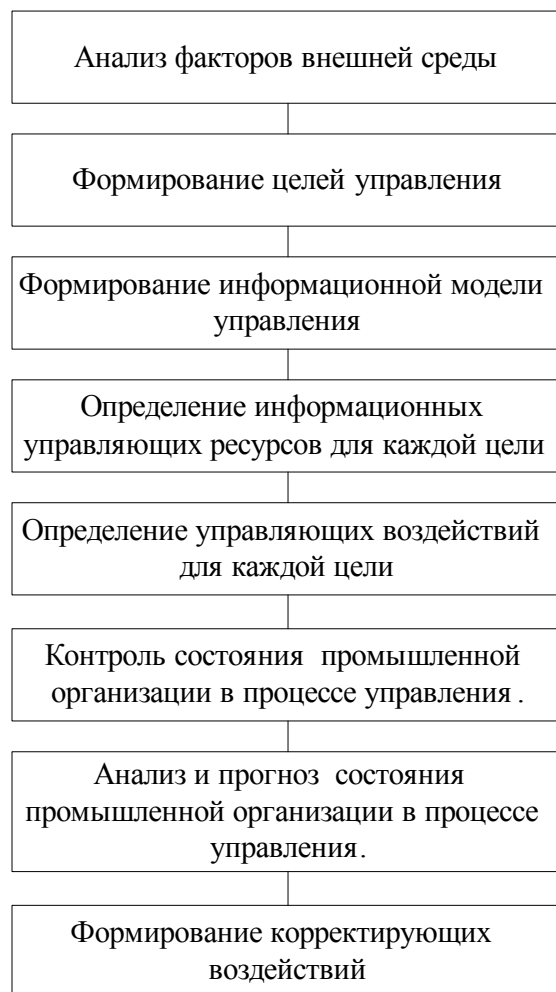 Анализ факторов внешней среды
Формирование целей управления
Формирование информационной модели
управления
Определение информационных
управляющих ресурсов для каждой цели
Определение управляющих воздействий
для каждой цели
Контроль состояния промышленной
организации в процессе управления .
Анализ и прогноз состояния
промышленной организации в процессе
управления.
Формирование корректирующих
воздействий